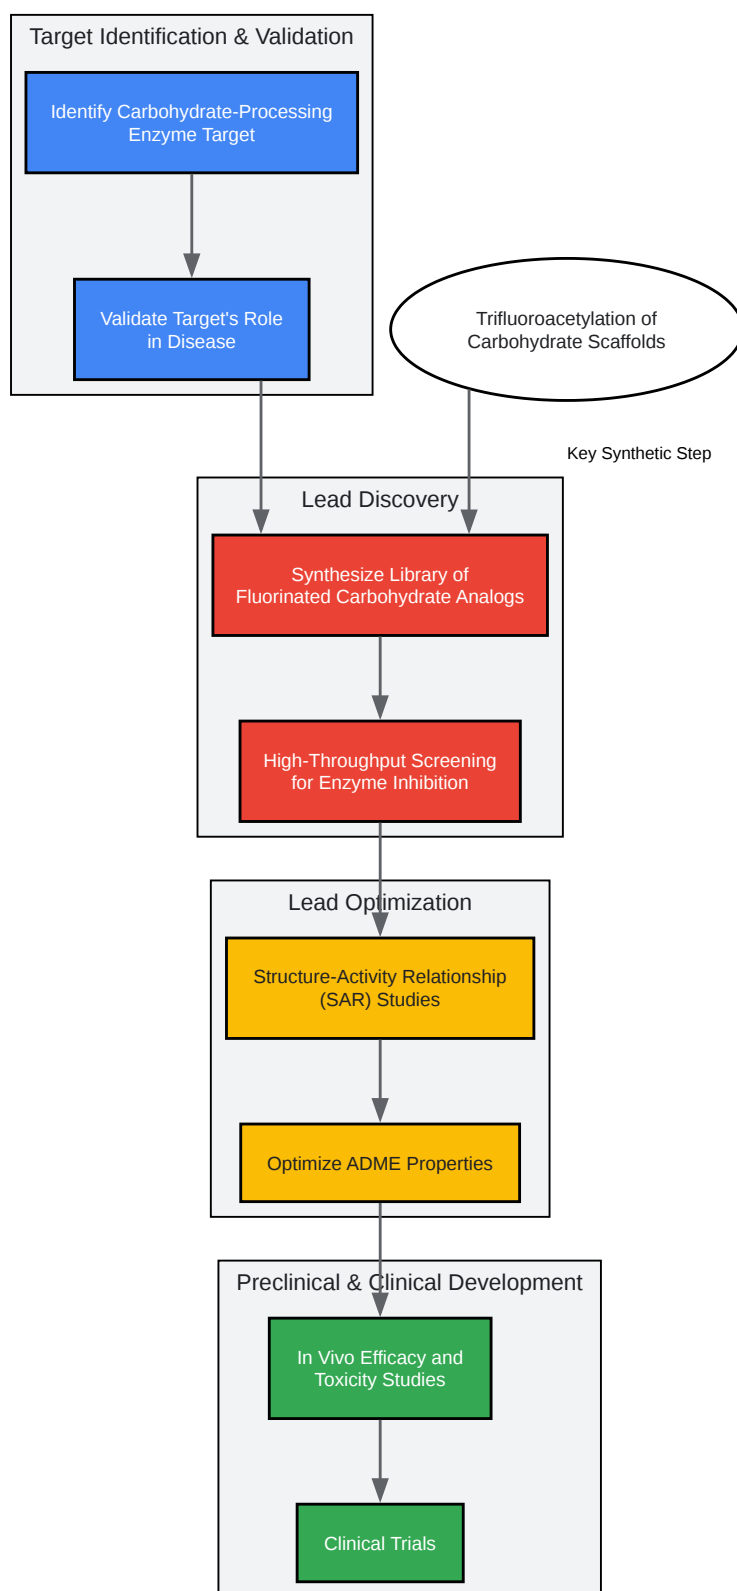 Target Identification & Validation
Identify Carbohydrate-Processing
Enzyme Target
Validate Target's Role
in Disease
Trifluoroacetylation of
Carbohydrate Scaffolds
Key Synthetic Step
Lead Discovery
Synthesize Library of
Fluorinated Carbohydrate Analogs
High-Throughput Screening
for Enzyme Inhibition
Lead Optimization
Structure-Activity Relationship
(SAR) Studies
Optimize ADME Properties
Preclinical & Clinical Development
In Vivo Efficacy and
Toxicity Studies
Clinical Trials